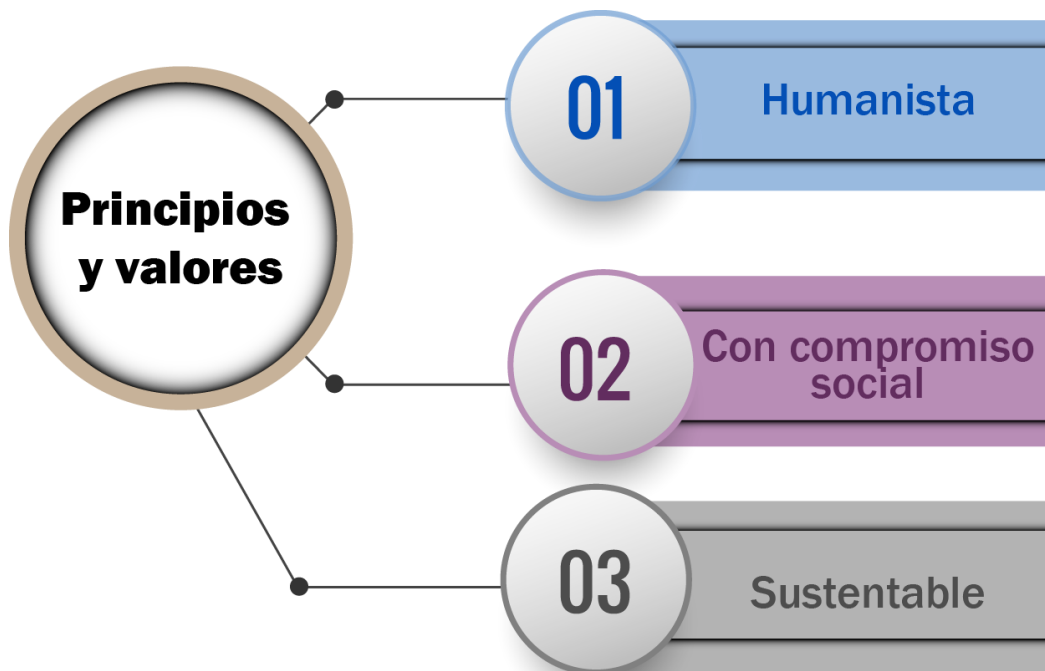 Principios
y valores
01
Humanista
02
Con compromiso
social
03
Sustentable